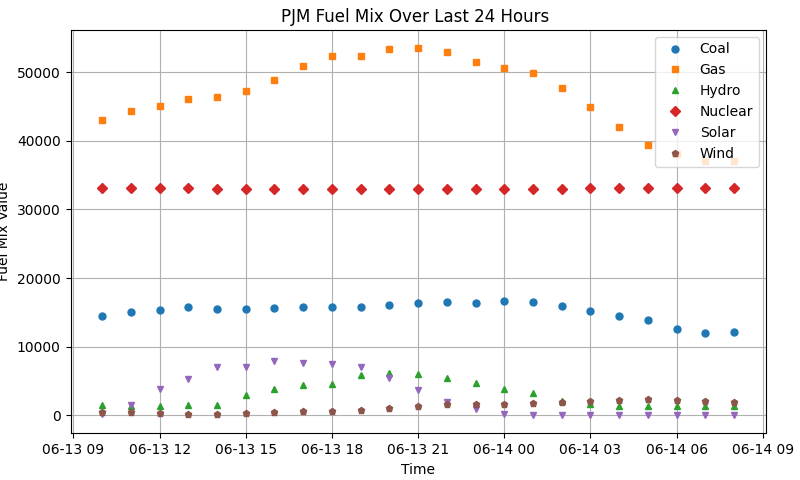 PJM Fuel Mix Over Last 24 Hours
Fuel Mix Value
50000
40000
30000
20000
10000
0
Coal
Gas
Hydro
Nuclear
Solar
Wind
06-13 09
06-13 12
06-13 15
06-13 18
06-13 21
06-14 00
06-14 03
06-14 06
06-14 09
Time